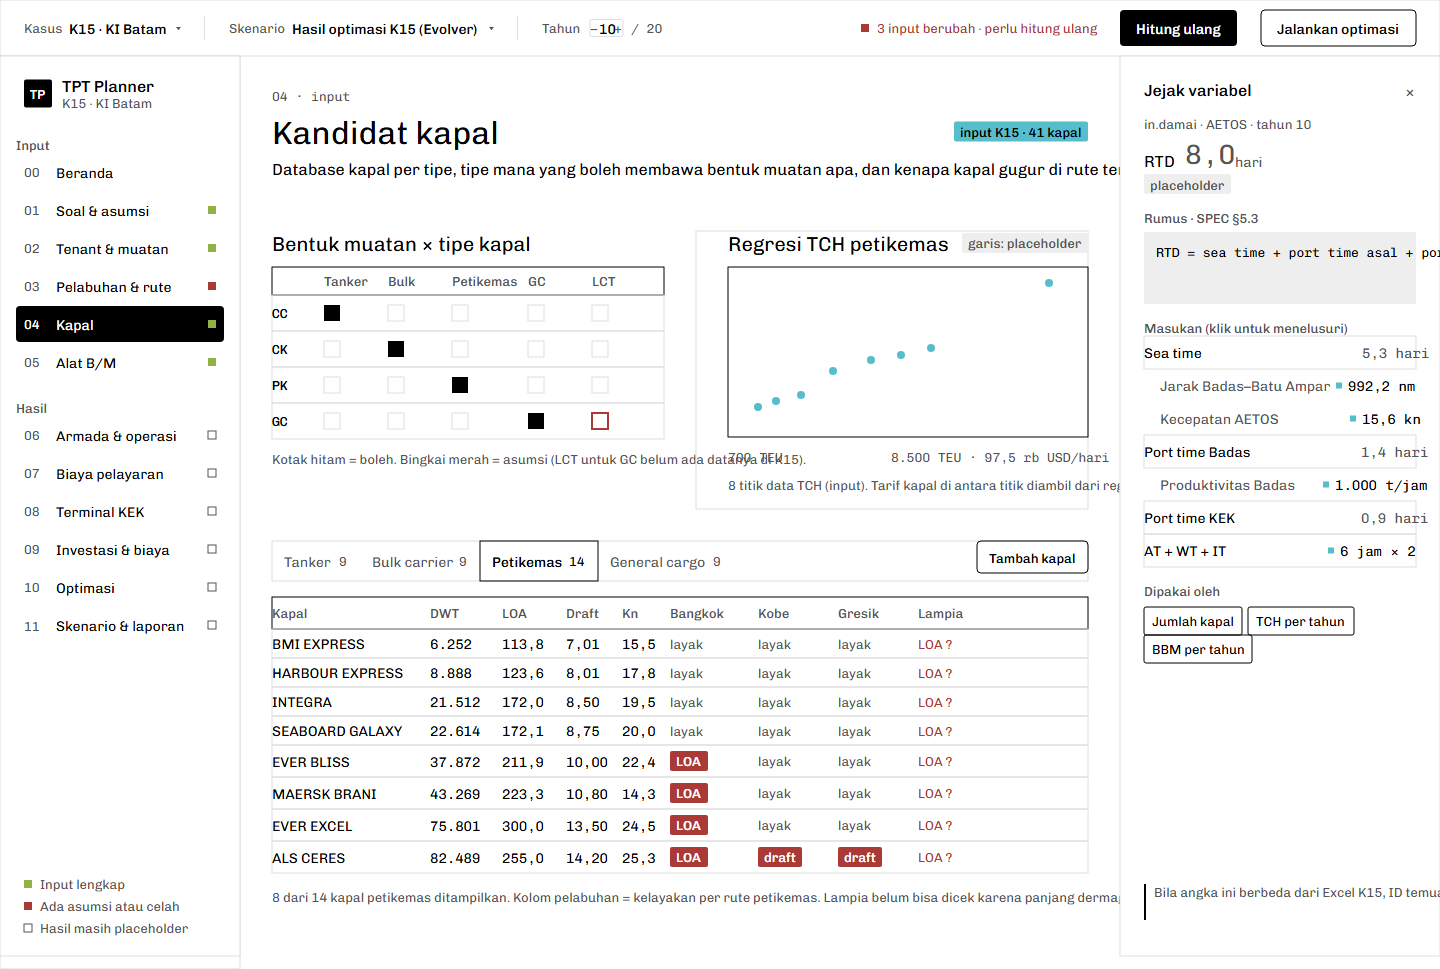 Kasus K15 · KI Batam
Skenario Hasil optimasi K15 (Evolver)
Tahun −10+ / 20
3 input berubah · perlu hitung ulang
Hitung ulang
Jalankan optimasi
TP
TPT Planner
K15 · KI Batam
Input
00 Beranda
01 Soal & asumsi
02 Tenant & muatan
03 Pelabuhan & rute
04 Kapal
05 Alat B/M
Hasil
06 Armada & operasi
07 Biaya pelayaran
08 Terminal KEK
09 Investasi & biaya
10 Optimasi
11 Skenario & laporan
Input lengkap
Ada asumsi atau celah
Hasil masih placeholder
04 · input
Kandidat kapal
input K15 · 41 kapal
Database kapal per tipe, tipe mana yang boleh membawa bentuk muatan apa, dan kenapa kapal gugur di rute
Bentuk muatan × tipe kapal
Tanker Bulk Petikemas GC LCT
CC
CK
PK
GC
Kotak hitam = boleh. Bingkai merah = asumsi (LCT untuk GC belum ada datanya di K15).
Regresi TCH petikemas
garis: placeholder
700 TEU
8.500 TEU · 97,5 rb USD/hari
8 titik data TCH (input). Tarif kapal di antara titik diambil dari
Tanker 9
Bulk carrier 9
Petikemas 14
General cargo 9
Tambah kapal
Kapal DWT LOA Draft Kn Bangkok Kobe Gresik Lampia
BMI EXPRESS 6.252 113,8 7,01 15,5 layak layak layak LOA ?
HARBOUR EXPRESS 8.888 123,6 8,01 17,8 layak layak layak LOA ?
INTEGRA 21.512 172,0 8,50 19,5 layak layak layak LOA ?
SEABOARD GALAXY 22.614 172,1 8,75 20,0 layak layak layak LOA ?
EVER BLISS 37.872 211,9 10,00 22,4 LOA layak layak LOA ?
MAERSK BRANI 43.269 223,3 10,80 14,3 LOA layak layak LOA ?
EVER EXCEL 75.801 300,0 13,50 24,5 LOA layak layak LOA ?
ALS CERES 82.489 255,0 14,20 25,3 LOA draft draft LOA ?
8 dari 14 kapal petikemas ditampilkan. Kolom pelabuhan = kelayakan per rute petikemas. Lampia belum bisa dicek karena panjang
Jejak variabel ×
in.damai · AETOS · tahun 10
RTD 8,0 hari
placeholder
Rumus · SPEC §5.3
RTD = sea time + port time asal +
Masukan (klik untuk menelusuri)
Sea time 5,3 hari
Jarak Badas–Batu Ampar 992,2 nm
Kecepatan AETOS 15,6 kn
Port time Badas 1,4 hari
Produktivitas Badas 1.000 t/jam
Port time KEK 0,9 hari
AT + WT + IT 6 jam × 2
Dipakai oleh
Jumlah kapal
TCH per tahun
BBM per tahun
Bila angka ini berbeda dari Excel K15, ID